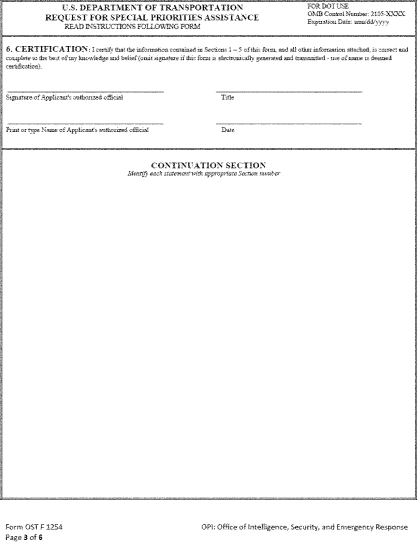 U.S. DEPARTMENT OF TRANSPORTATION
REQUEST FOR SPECIAL PRIORITIES ASSISTANCE
READ INSTRUCTIONS FOLLOWING FORM
FOR DOT USE
OMB Control Number: 2105-XXXX
Expiration Date: mm/dd/yyyy
6. CERTIFICATION: I certify that the information contained in Sections 1 – 5 of this form, and all other information attached, is correct and
complete to the best of my knowledge and belief (omit signature if this form is electronically generated and transmitted - use of name is deemed
certification).
Signature of Applicant's authorized official
Title
Print or type Name of Applicant's authorized official
Date
CONTINUATION SECTION
Identify each statement with appropriate Section number
Form OST F 1254
OPI: Office of Intelligence, Security, and Emergency Response
Page 3 of 6